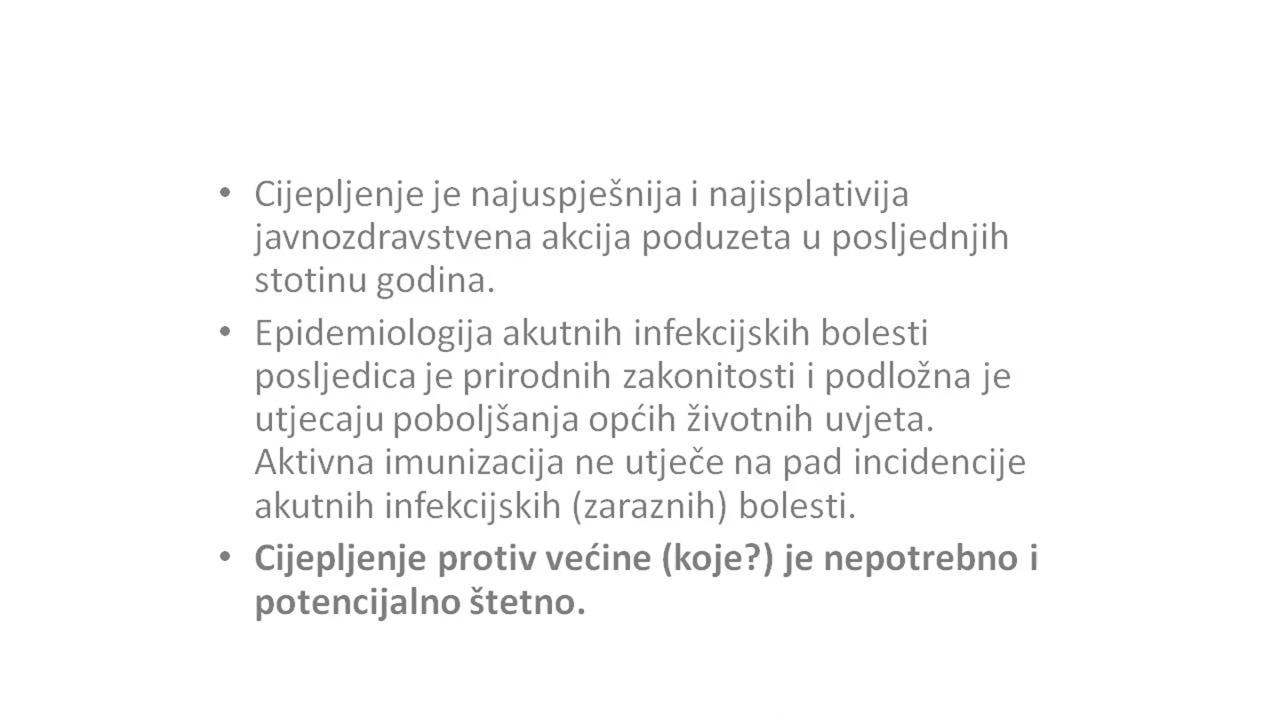 • Cijepljenje je najuspješnija i najisplativija
javnozdravstvena akcija poduzeta u posljednjih
stotinu godina.
• Epidemiologija akutnih infekcijskih bolesti
posljedica je prirodnih zakonitosti i podložna je
utjecaju poboljšanja općih životnih uvjeta.
Aktivna imunizacija ne utječe na pad incidencije
akutnih infekcijskih (zaraznih) bolesti.
• Cijepljenje protiv većine (koje?) je nepotrebno i
potencijalno štetno.